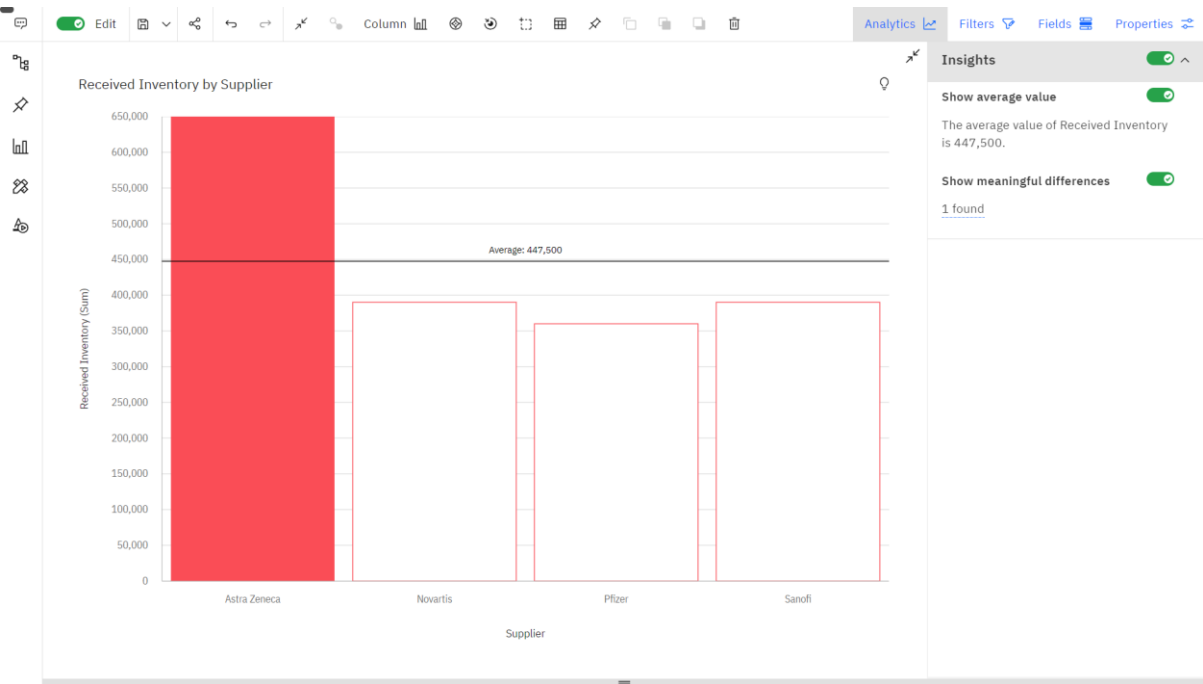 Edit
Column
Analytics
Filters
Fields
Properties
Received Inventory by Supplier
650,000
600,000
550,000
500,000
450,000
400,000
350,000
300,000
250,000
200,000
150,000
100,000
50,000
0
Received Inventory (Sum)
Average: 447,500
Astra Zeneca
Novartis
Pfizer
Sanofi
Supplier
Insights
Show average value
The average value of Received Inventory
is 447,500.
Show meaningful differences
1 found